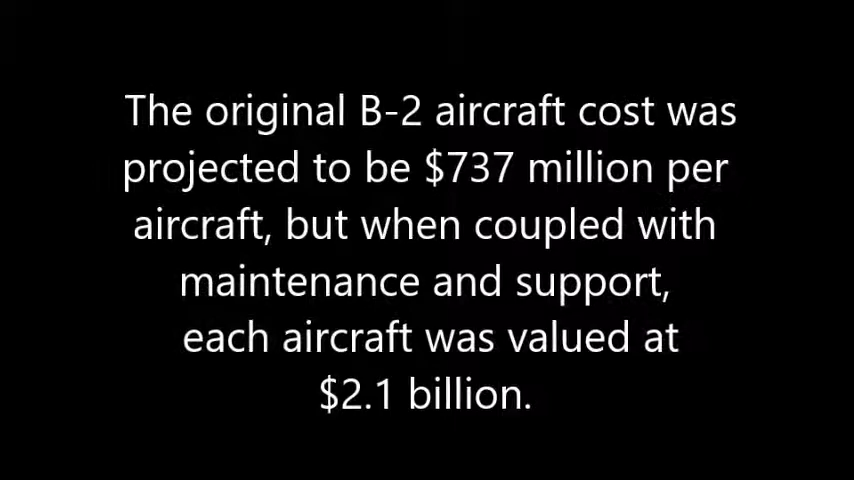 The original B-2 aircraft cost was
projected to be $737 million per
aircraft, but when coupled with
maintenance and support,
each aircraft was valued at
$2.1 billion.